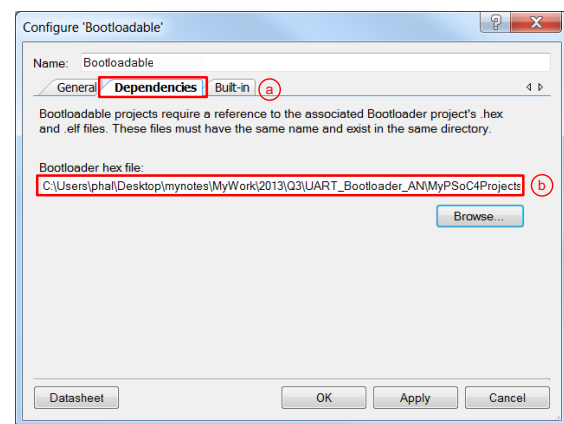 Configure 'Bootloadable'
Name: Bootloadable
General Dependencies Built-in a
Bootloadable projects require a reference to the associated Bootloader project's .hex
and .elf files. These files must have the same name and exist in the same directory.
Bootloader hex file:
C:\Users\phal\Desktop\mynotes\MyWork\2013\Q3\UART_Bootloader_AN\MyPSoC4Projects b
Browse...
Datasheet OK Apply Cancel